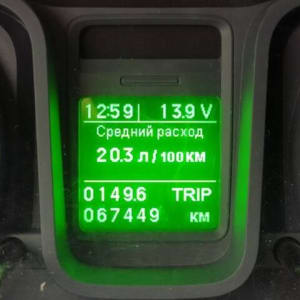 12:59| 13.9 V
Средний расход
20.3 л/100КМ
0149.6 TRIP
067449 КМ